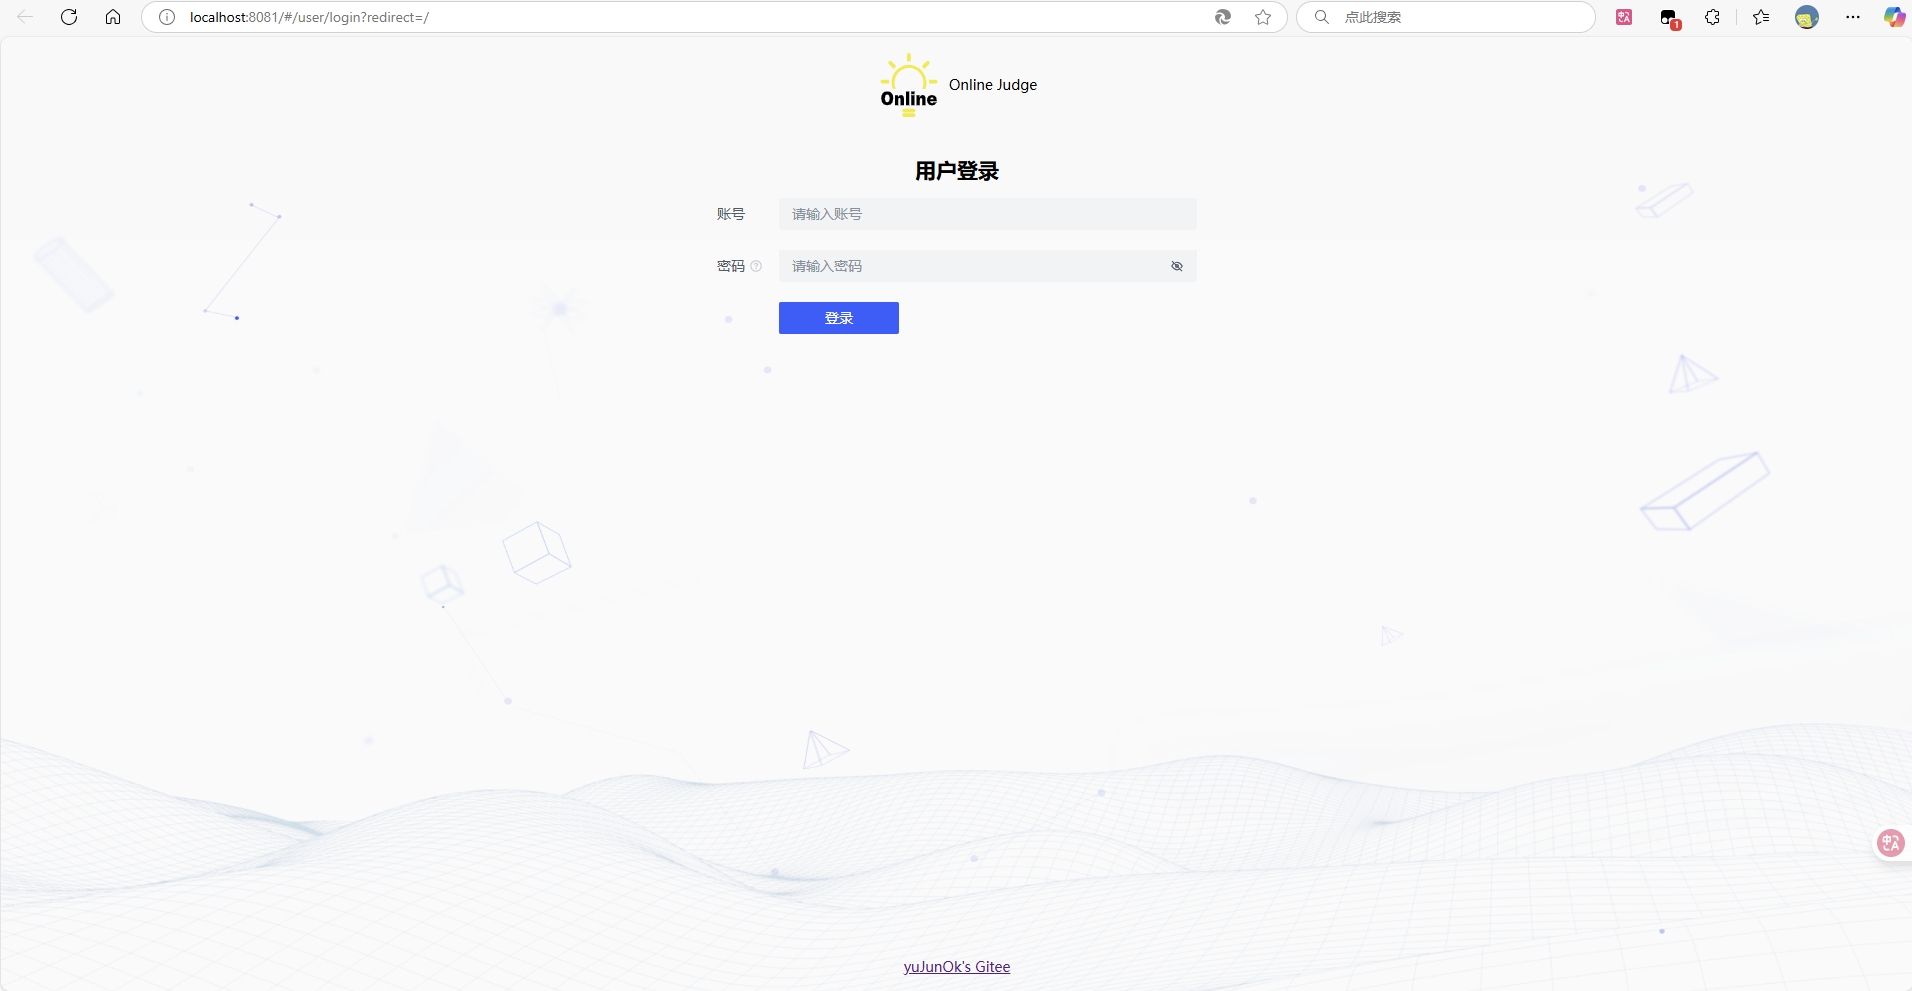 localhost:8081/#/user/login?redirect=/
点此搜索
1
Online
Online Judge
用户登录
账号
请输入账号
密码
请输入密码
登录
yuJunOk's Gitee